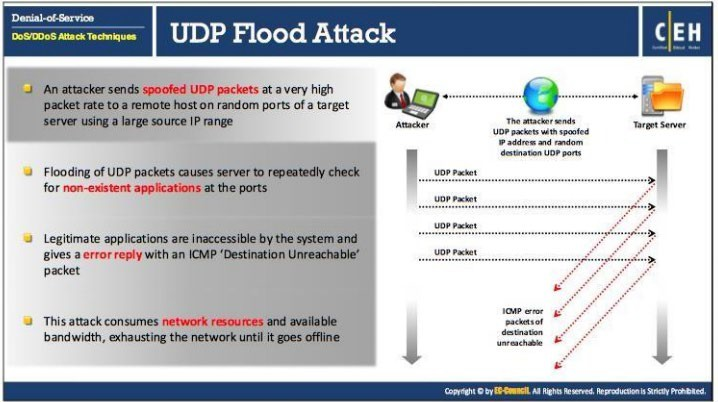 Denial-of-Service
DoS/DDoS Attack Techniques
UDP Flood Attack
C|EH
Certified Ethical Hacker
An attacker sends spoofed UDP packets at a very high
packet rate to a remote host on random ports of a target
server using a large source IP range
Flooding of UDP packets causes server to repeatedly check
for non-existent applications at the ports
Legitimate applications are inaccessible by the system and
gives a error reply with an ICMP ‘Destination Unreachable’
packet
This attack consumes network resources and available
bandwidth, exhausting the network until it goes offline
Attacker
The attacker sends
UDP packets with spoofed
IP address and random
destination UDP ports
Target Server
UDP Packet
UDP Packet
UDP Packet
UDP Packet
ICMP error
packets of
destination
unreachable
Copyright © by EC-Council. All Rights Reserved. Reproduction is Strictly Prohibited.